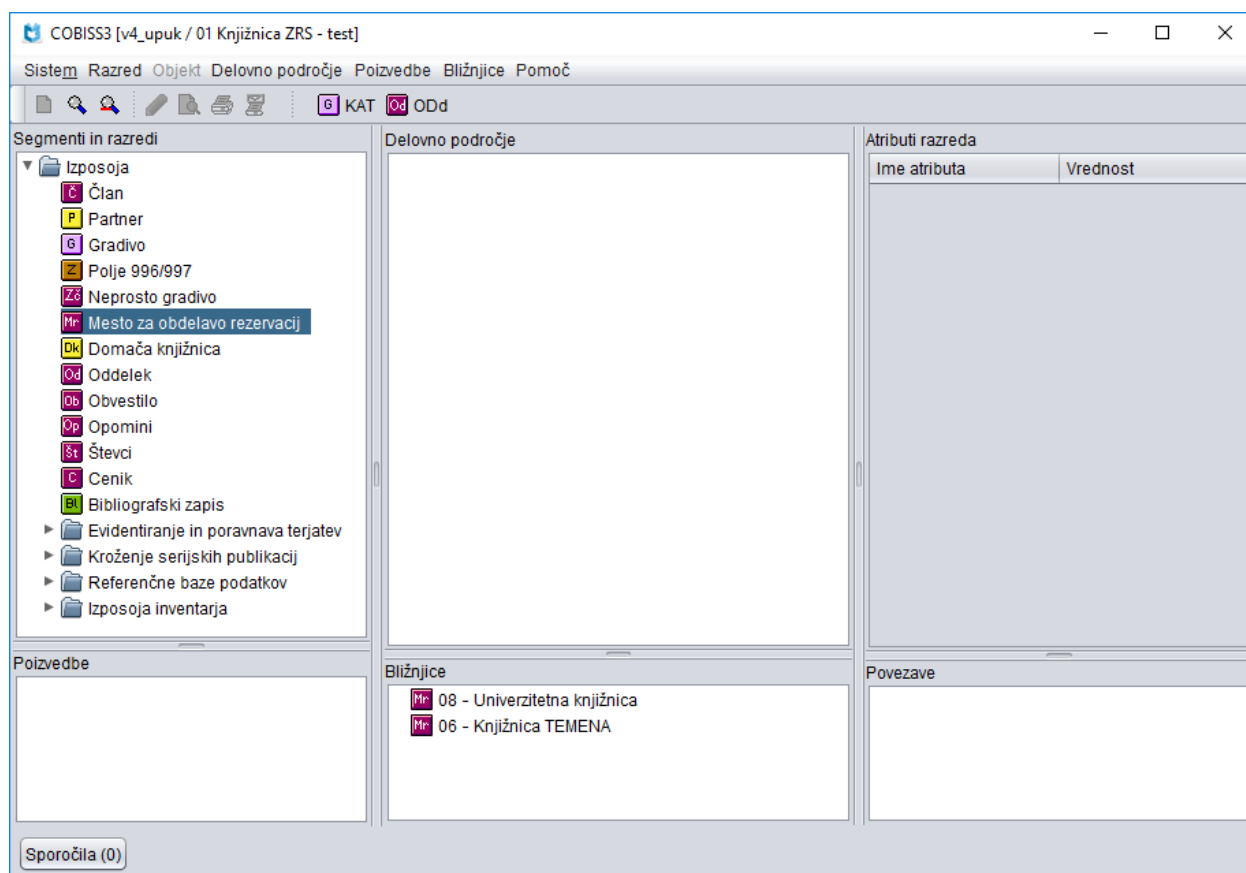 COBISS3 [v4_upuk / 01 Knjižnica ZRS - test]
Sistem Razred Objekt Delovno področje Poizvedbe Bližnjice Pomoč
G KAT Od ODd
Segmenti in razredi
Izposoja
Č Član
P Partner
G Gradivo
Z Polje 996/997
Zč Neprosto gradivo
Mr Mesto za obdelavo rezervacij
Dk Domača knjižnica
Od Oddelek
Ob Obvestilo
Op Opomini
Št Števci
C Cenik
Bl Bibliografski zapis
Evidentiranje in poravnava terjatev
Kroženje serijskih publikacij
Referenčne baze podatkov
Izposoja inventarja
Delovno področje
Atributi razreda
Ime atributa Vrednost
Poizvedbe
Bližnjice
Mr 08 - Univerzitetna knjižnica
Mr 06 - Knjižnica TEMENA
Povezave
Sporočila (0)